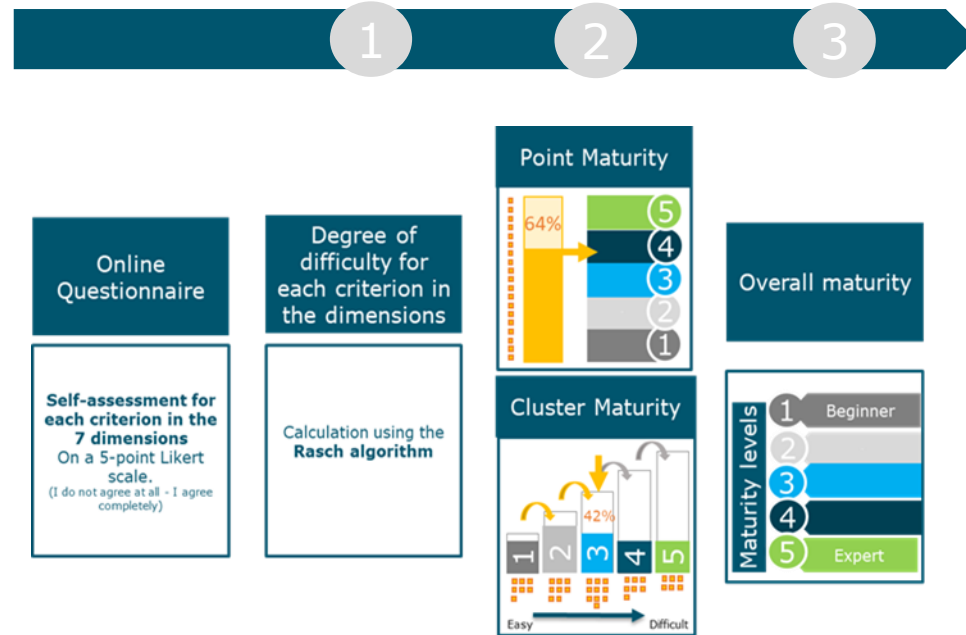 1
2
3
Online
Questionnaire
Self-assessment for
each criterion in the
7 dimensions
On a 5-point Likert
scale.
(I do not agree at all - I agree
completely)
Degree of
difficulty for
each criterion in
the dimensions
Calculation using the
Rasch algorithm
Point Maturity
64%
5
4
3
2
1
Cluster Maturity
42%
1
2
3
4
5
Easy
Difficult
Overall maturity
Maturity levels
1 Beginner
2
3
4
5 Expert